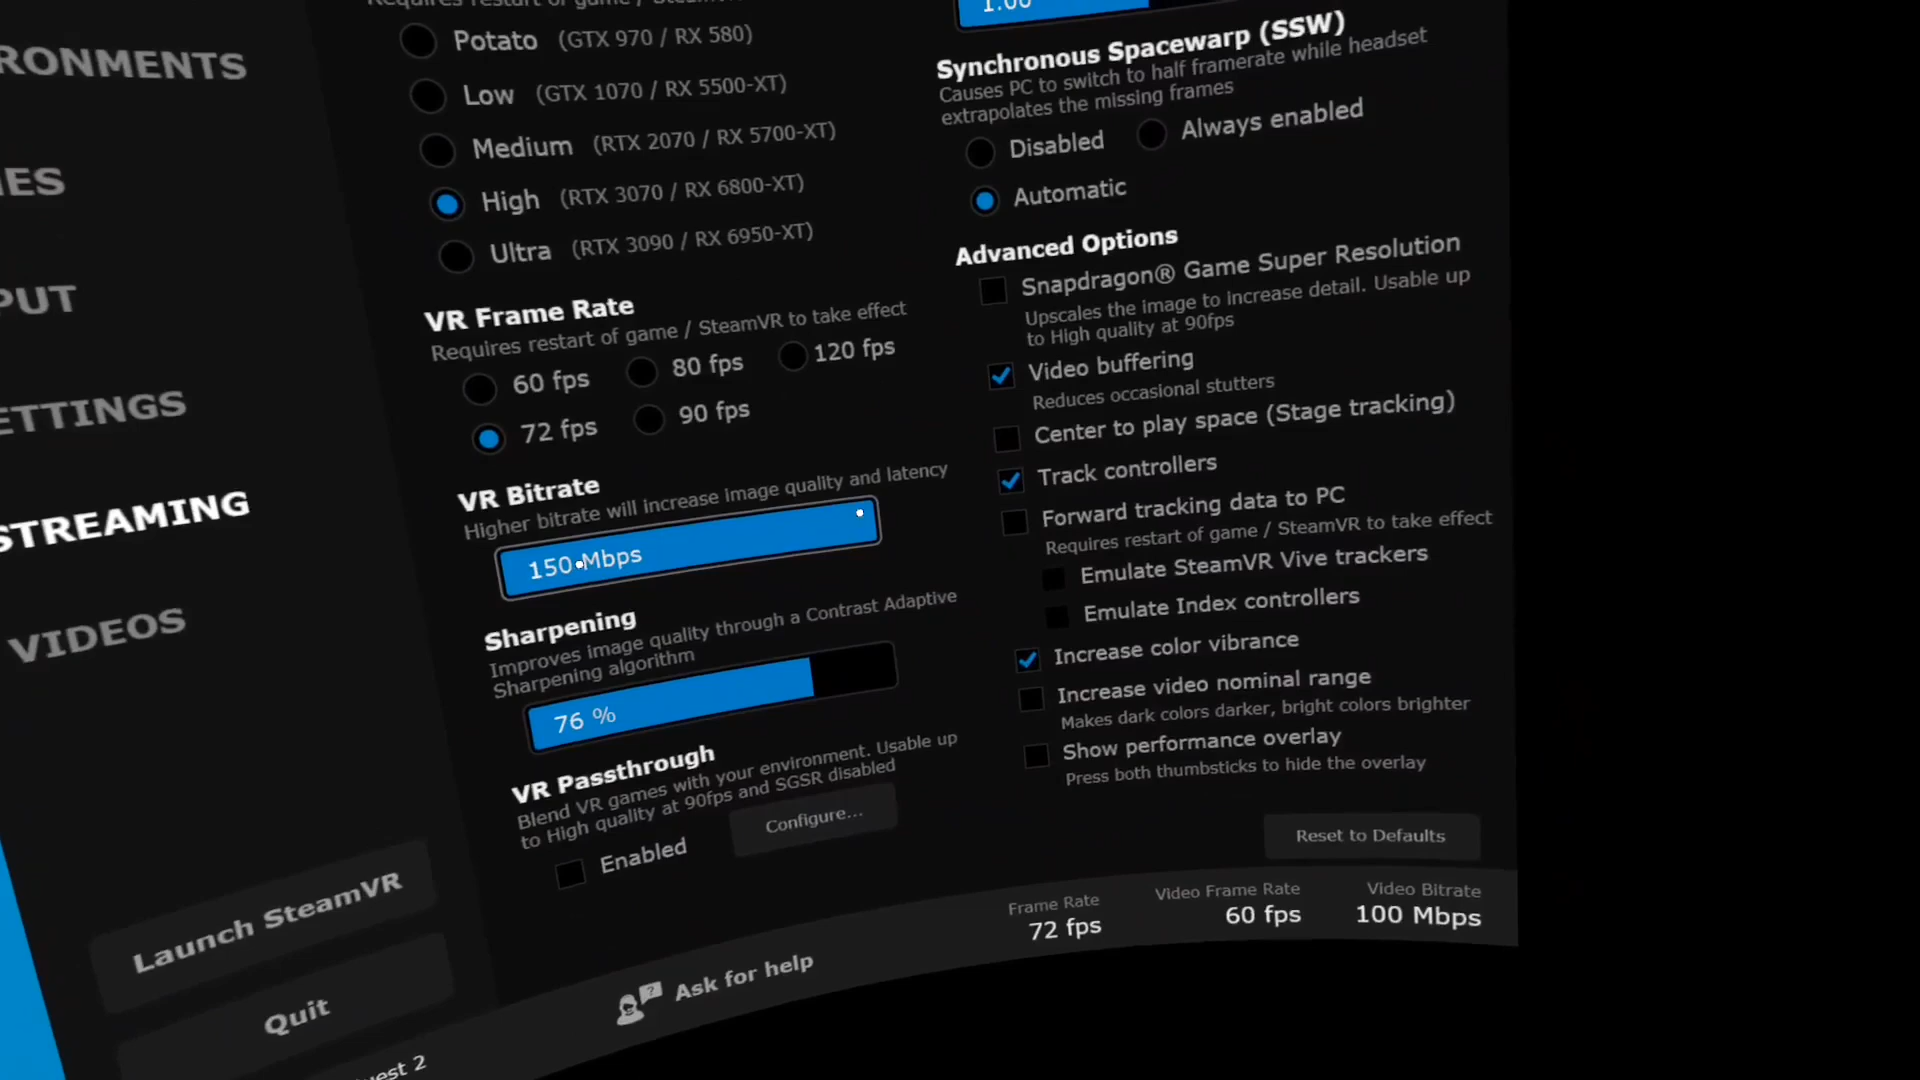 RONMENTS
ES
PUT
ETTINGS
STREAMING
VIDEOS
Launch SteamVR
Quit
Potato (GTX 970 / RX 580)
Low (GTX 1070 / RX 5500-XT)
Medium (RTX 2070 / RX 5700-XT)
High (RTX 3070 / RX 6800-XT)
Ultra (RTX 3090 / RX 6950-XT)
VR Frame Rate
Requires restart of game / SteamVR to take effect
60 fps 80 fps 120 fps
72 fps 90 fps
VR Bitrate
Higher bitrate will increase image quality and latency
150 Mbps
Sharpening
Improves image quality through a Contrast Adaptive
Sharpening algorithm
76 %
VR Passthrough
Blend VR games with your environment. Usable up
to High quality at 90fps and SGSR disabled
Enabled Configure...
1.00
Synchronous Spacewarp (SSW)
Causes PC to switch to half framerate while headset
extrapolates the missing frames
Disabled Always enabled
Automatic
Advanced Options
Snapdragon® Game Super Resolution
Upscales the image to increase detail. Usable up
to High quality at 90fps
Video buffering
Reduces occasional stutters
Center to play space (Stage tracking)
Track controllers
Forward tracking data to PC
Requires restart of game / SteamVR to take effect
Emulate SteamVR Vive trackers
Emulate Index controllers
Increase color vibrance
Increase video nominal range
Makes dark colors darker, bright colors brighter
Show performance overlay
Press both thumbsticks to hide the overlay
Reset to Defaults
Frame Rate
72 fps
Video Frame Rate
60 fps
Video Bitrate
100 Mbps
Ask for help
est 2